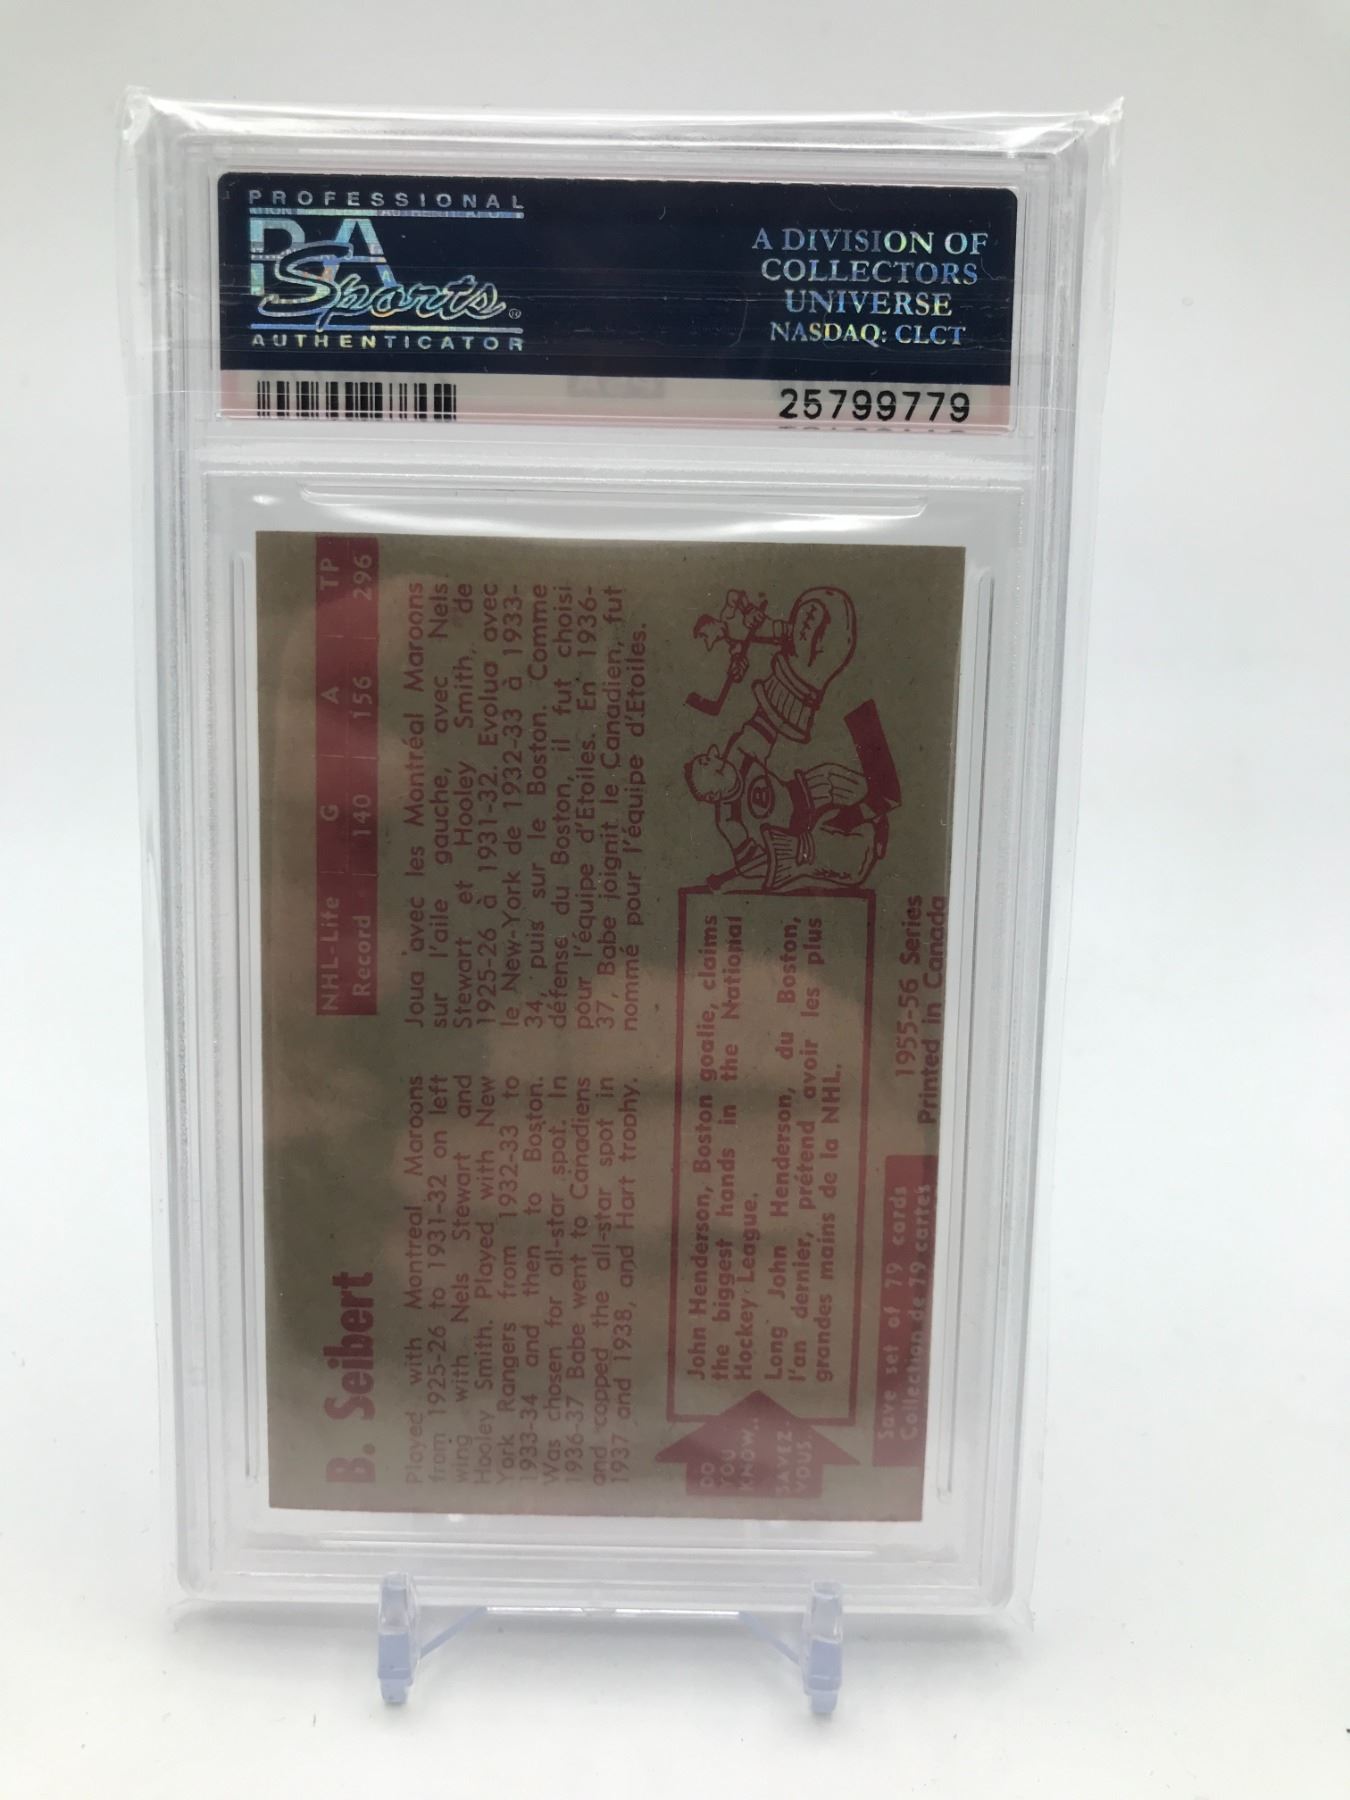 PROFESSIONAL
PSA
Sports®
AUTHENTICATOR
A DIVISION OF
COLLECTORS
UNIVERSE
NASDAQ: CLCT
25799779
B. Seibert
NHL-Life G A TP
Record 140 156 296
Played with Montreal Maroons
from 1925-26 to 1931-32 on left
wing with Nels Stewart and
Hooley Smith. Played with New
York Rangers from 1932-33 to
1933-34 and then to Boston.
Was chosen for all-star spot. In
1936-37 Babe went to Canadiens
and copped the all-star spot in
1937 and 1938, and Hart trophy.
Joua avec les Montréal Maroons
sur l'aile gauche, avec Nels
Stewart et Hooley Smith, de
1925-26 à 1931-32. Evolua avec
le New-York de 1932-33 à 1933-
34, puis sur le Boston. Comme
défense du Boston, il fut choisi
pour l'équipe d'Etoiles. En 1936-
37, Babe joignit le Canadien, fut
nommé pour l'équipe d'Etoiles.
DO
YOU
KNOW..
SAVEZ-
VOUS..
John Henderson, Boston goalie, claims
the biggest hands in the National
Hockey League.
Long John Henderson, du Boston,
l'an dernier, prétend avoir les plus
grandes mains de la NHL.
B
Save set of 79 cards
Collection de 79 cartes
1955-56 Series
Printed in Canada